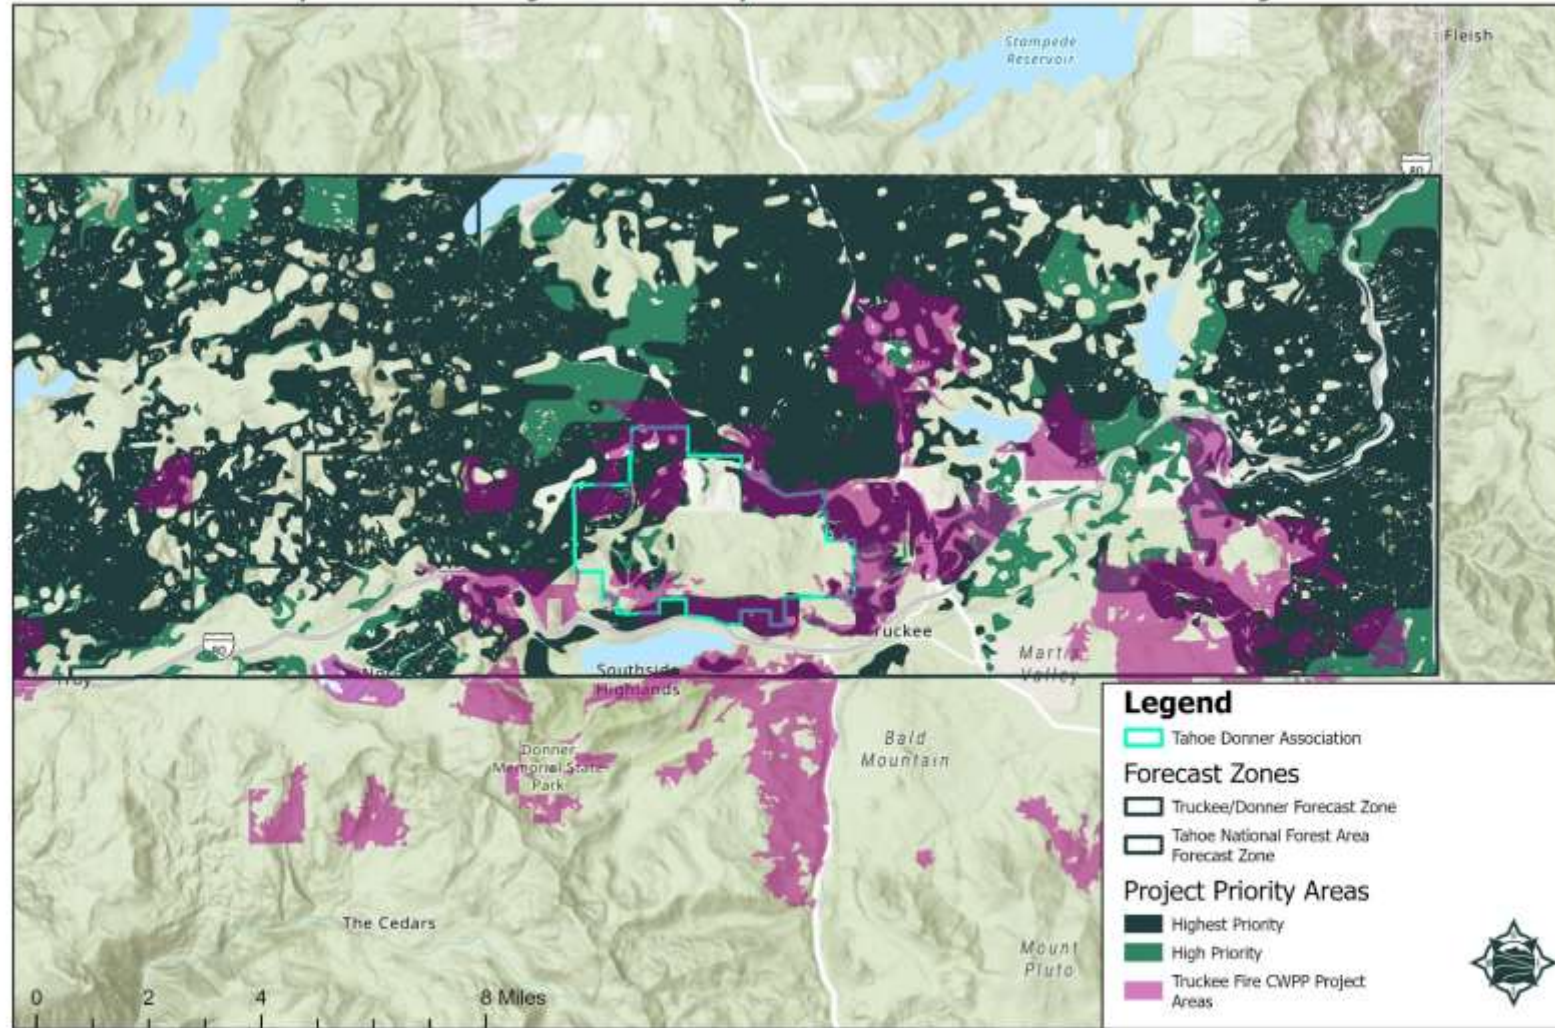 Stampede
Reservoir
Fleish
80
80
Truckee
Southside
Highlands
Martis
Valley
Troy
Donner
Memorial State
Park
Bald
Mountain
The Cedars
Mount
Pluto
0 2 4 8 Miles
Legend
Tahoe Donner Association
Forecast Zones
Truckee/Donner Forecast Zone
Tahoe National Forest Area
Forecast Zone
Project Priority Areas
Highest Priority
High Priority
Truckee Fire CWPP Project
Areas